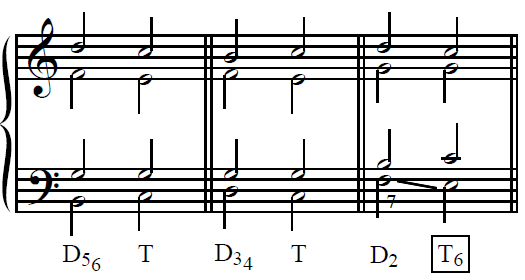 7
D₅₆ T D₃₄ T D₂ T₆